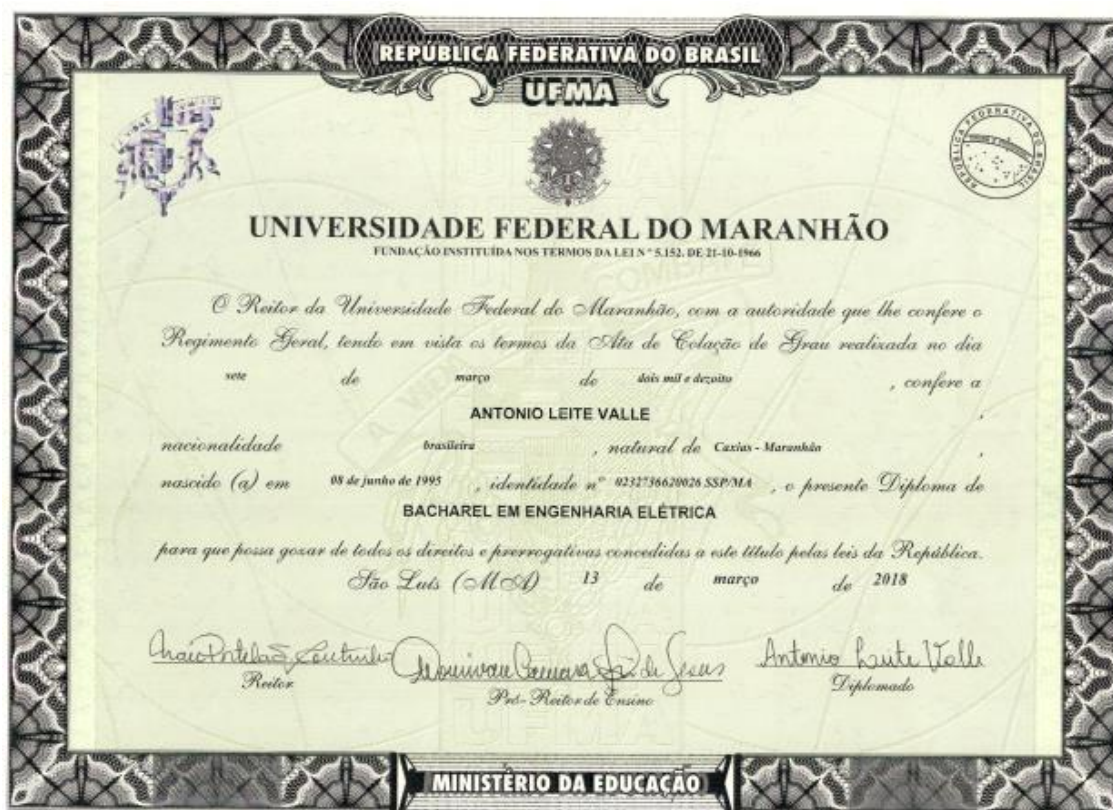 REPÚBLICA FEDERATIVA DO BRASIL
UFMA
REPÚBLICA FEDERATIVA DO BRASIL
UNIVERSIDADE FEDERAL DO MARANHÃO
FUNDAÇÃO INSTITUÍDA NOS TERMOS DA LEI Nº 5.152, DE 21-10-1966
O Reitor da Universidade Federal do Maranhão, com a autoridade que lhe confere o
Regimento Geral, tendo em vista os termos da Ata de Colação de Grau realizada no dia
sete de março de dois mil e dezoito , confere a
ANTONIO LEITE VALLE ,
nacionalidade brasileira , natural de Caxias - Maranhão ,
nascido (a) em 08 de junho de 1995 , identidade nº 0232736620026 SSP/MA , o presente Diploma de
BACHAREL EM ENGENHARIA ELÉTRICA
para que possa gozar de todos os direitos e prerrogativas concedidas a este título pelas leis da República.
São Luís (MA) 13 de março de 2018
Antonio Leite Valle
Reitor
Pró-Reitor de Ensino
Diplomado
MINISTÉRIO DA EDUCAÇÃO